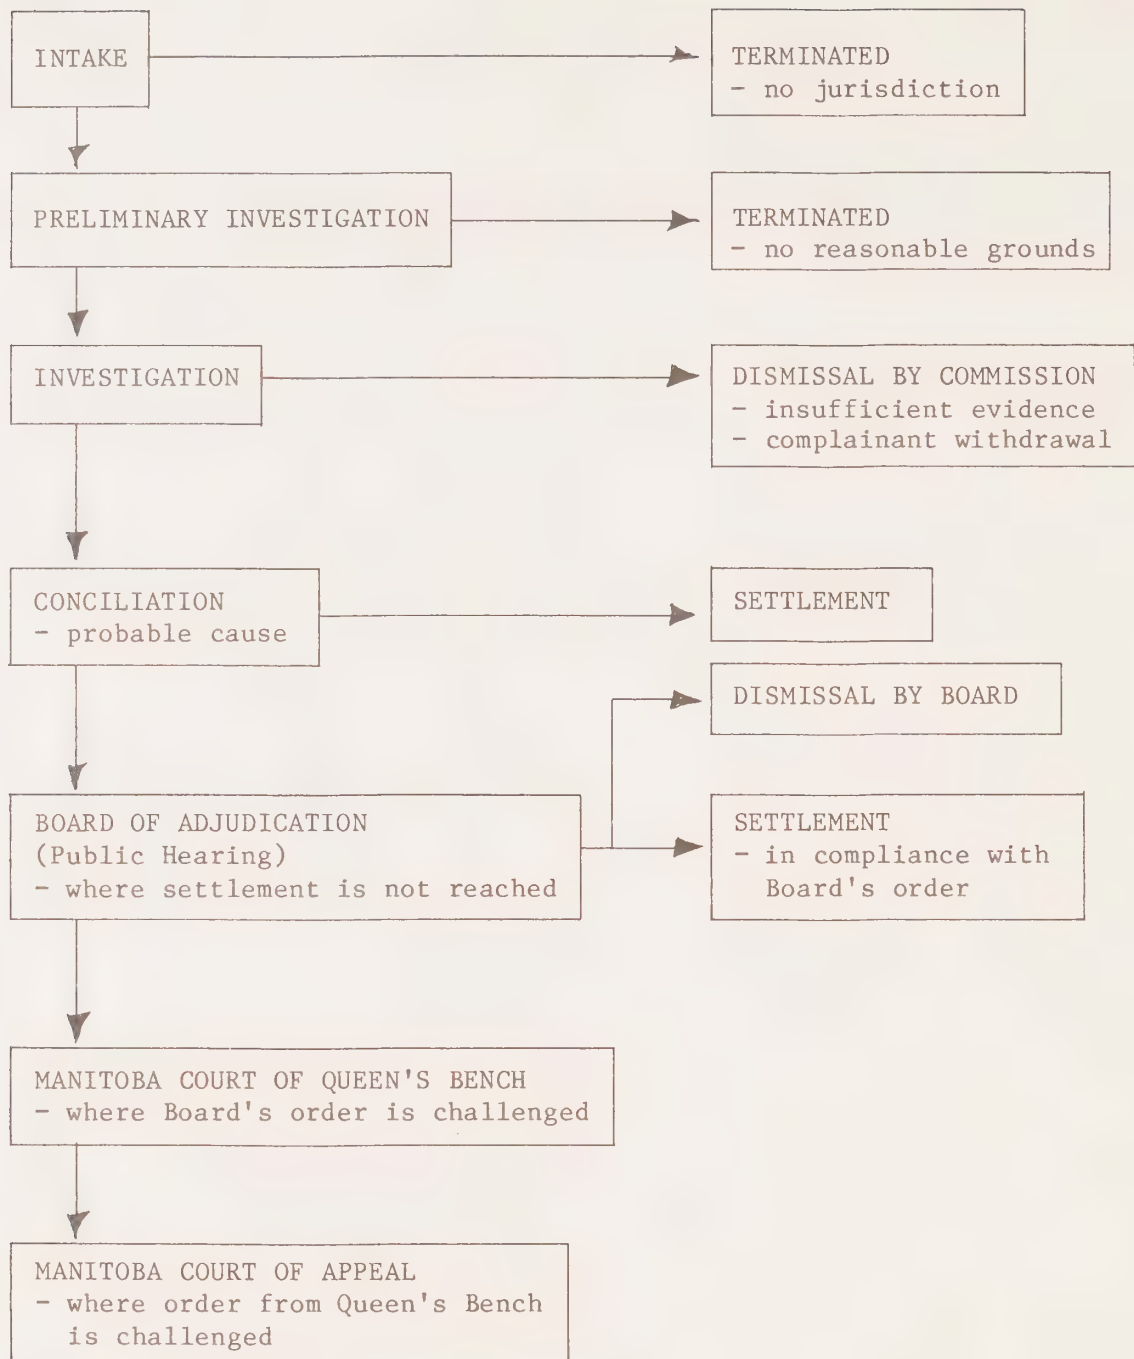 INTAKE
TERMINATED
- no jurisdiction
PRELIMINARY INVESTIGATION
TERMINATED
- no reasonable grounds
INVESTIGATION
DISMISSAL BY COMMISSION
- insufficient evidence
- complainant withdrawal
CONCILIATION
- probable cause
SETTLEMENT
DISMISSAL BY BOARD
BOARD OF ADJUDICATION
(Public Hearing)
- where settlement is not reached
SETTLEMENT
- in compliance with
Board's order
MANITOBA COURT OF QUEEN'S BENCH
- where Board's order is challenged
MANITOBA COURT OF APPEAL
- where order from Queen's Bench
is challenged